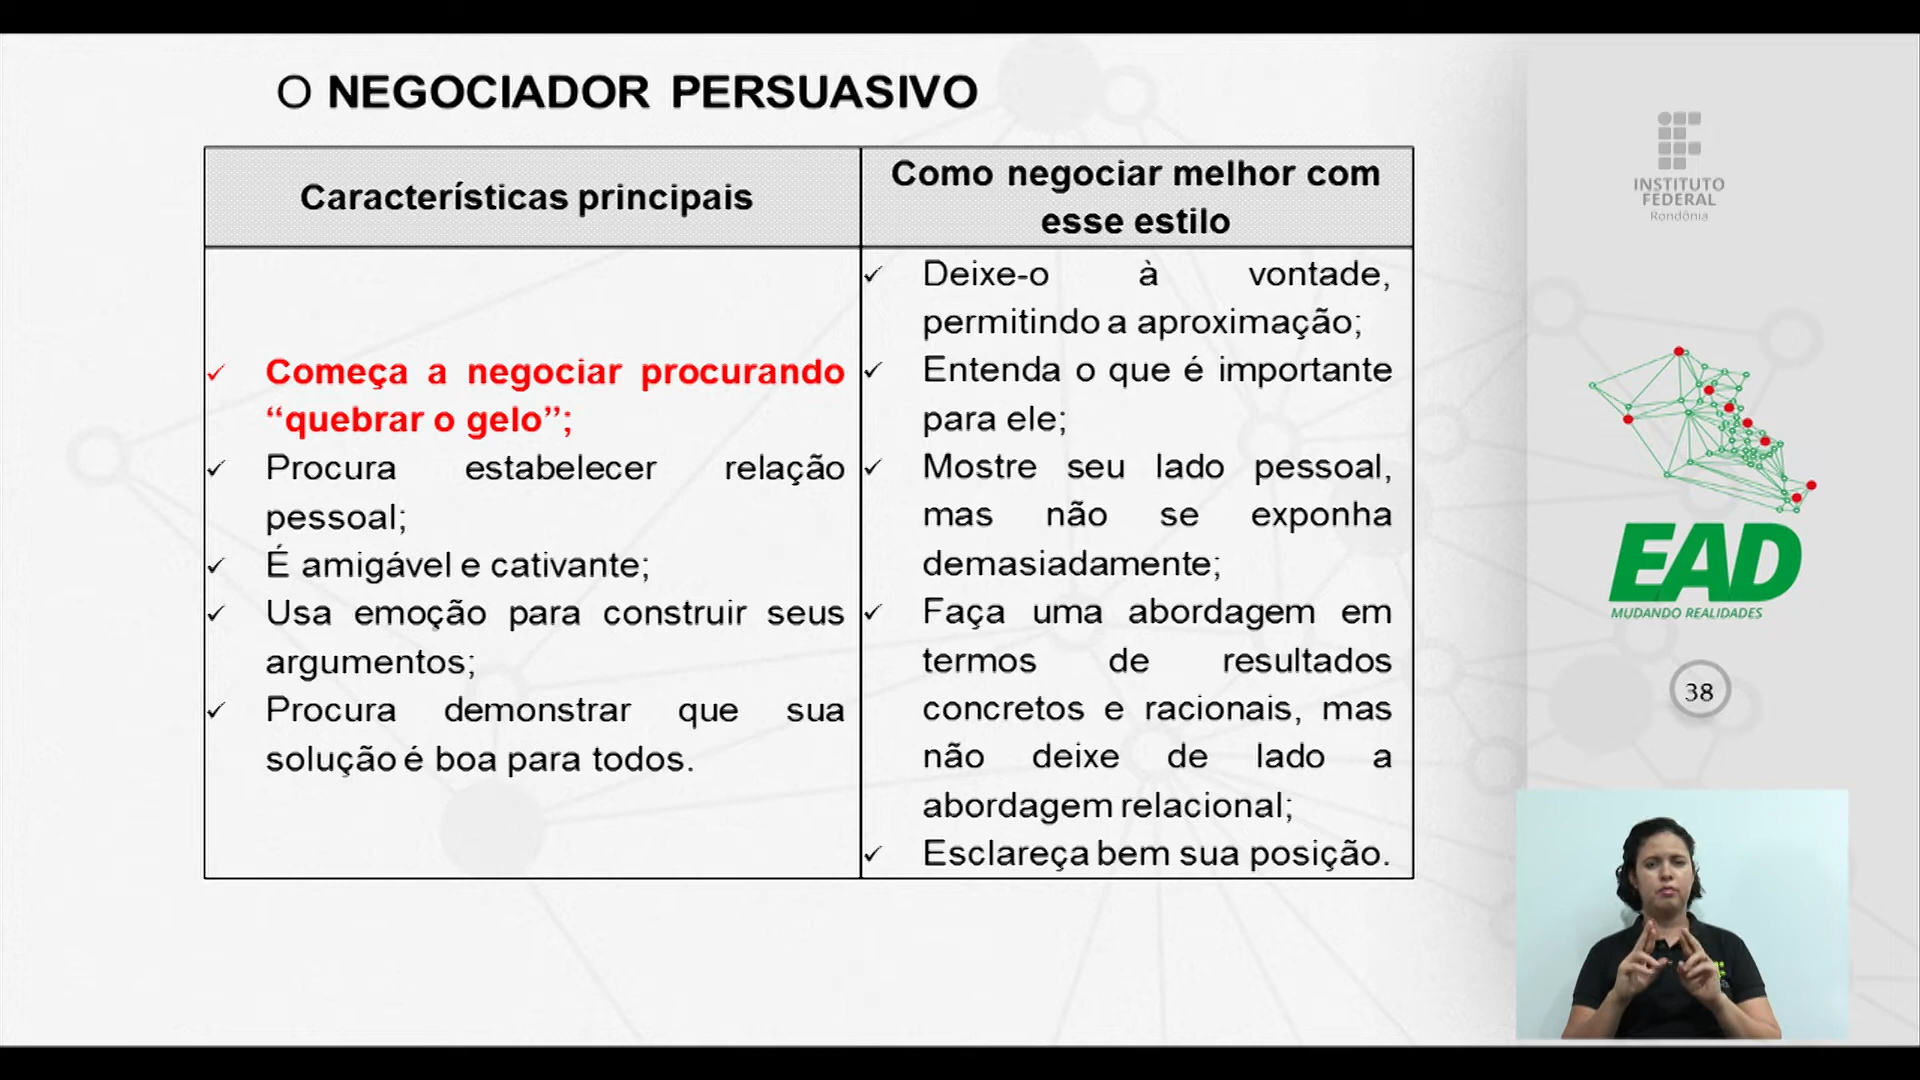 O NEGOCIADOR PERSUASIVO
Características principais
Como negociar melhor com
esse estilo
Começa a negociar procurando
“quebrar o gelo”;
Procura estabelecer relação
pessoal;
É amigável e cativante;
Usa emoção para construir seus
argumentos;
Procura demonstrar que sua
solução é boa para todos.
Deixe-o à vontade,
permitindo a aproximação;
Entenda o que é importante
para ele;
Mostre seu lado pessoal,
mas não se exponha
demasiadamente;
Faça uma abordagem em
termos de resultados
concretos e racionais, mas
não deixe de lado a
abordagem relacional;
Esclareça bem sua posição.
INSTITUTO
FEDERAL
Rondônia
EAD
MUDANDO REALIDADES
38